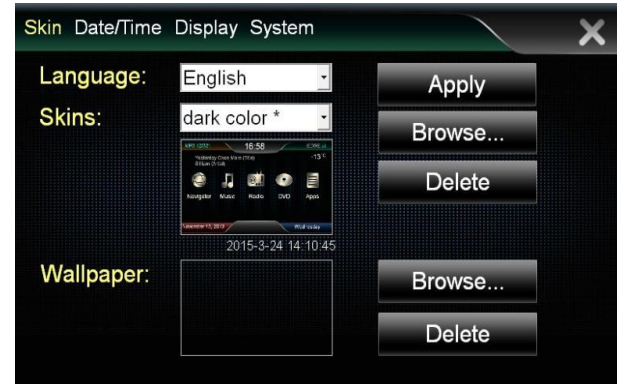 Skin Date/Time Display System
Language: English Apply
Skins: dark color * Browse...
16:58
-13
Navigator Music Radio DVD Apps
Delete
2015-3-24 14:10:45
Wallpaper: Browse...
Delete